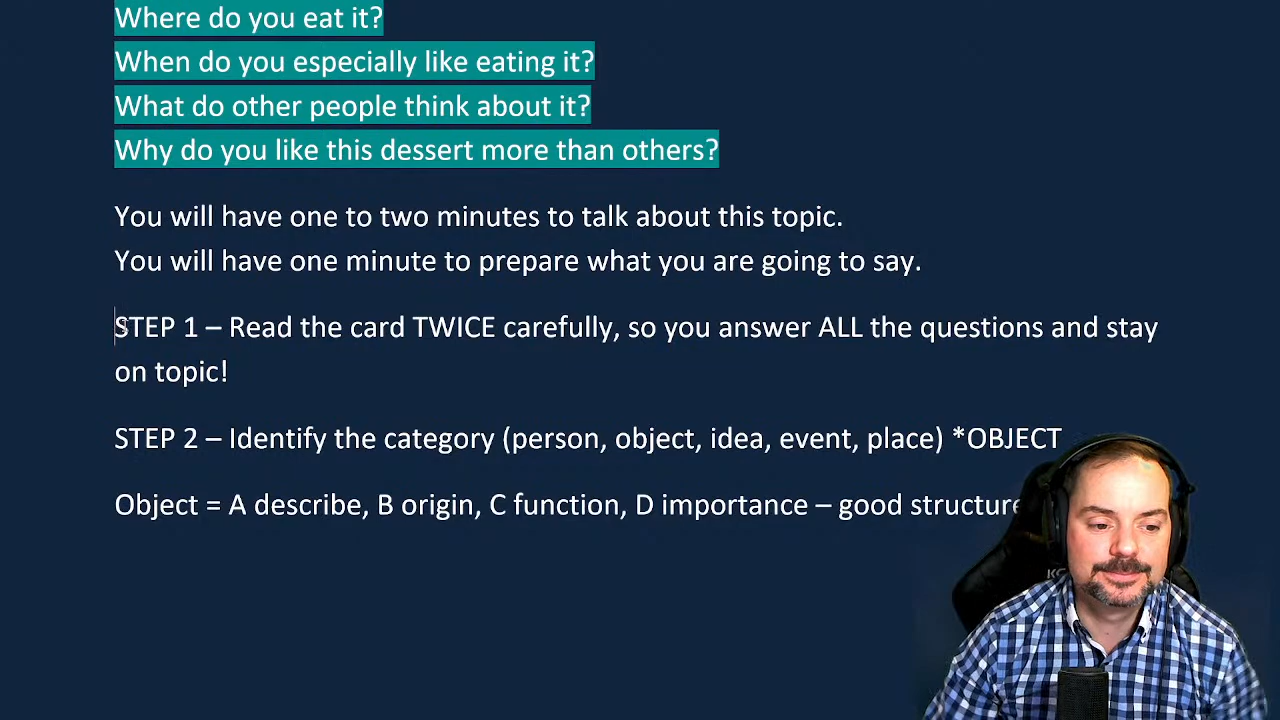 Where do you eat it?
When do you especially like eating it?
What do other people think about it?
Why do you like this dessert more than others?
You will have one to two minutes to talk about this topic.
You will have one minute to prepare what you are going to say.
STEP 1 – Read the card TWICE carefully, so you answer ALL the questions and stay
on topic!
STEP 2 – Identify the category (person, object, idea, event, place) *OBJECT
Object = A describe, B origin, C function, D importance – good structure